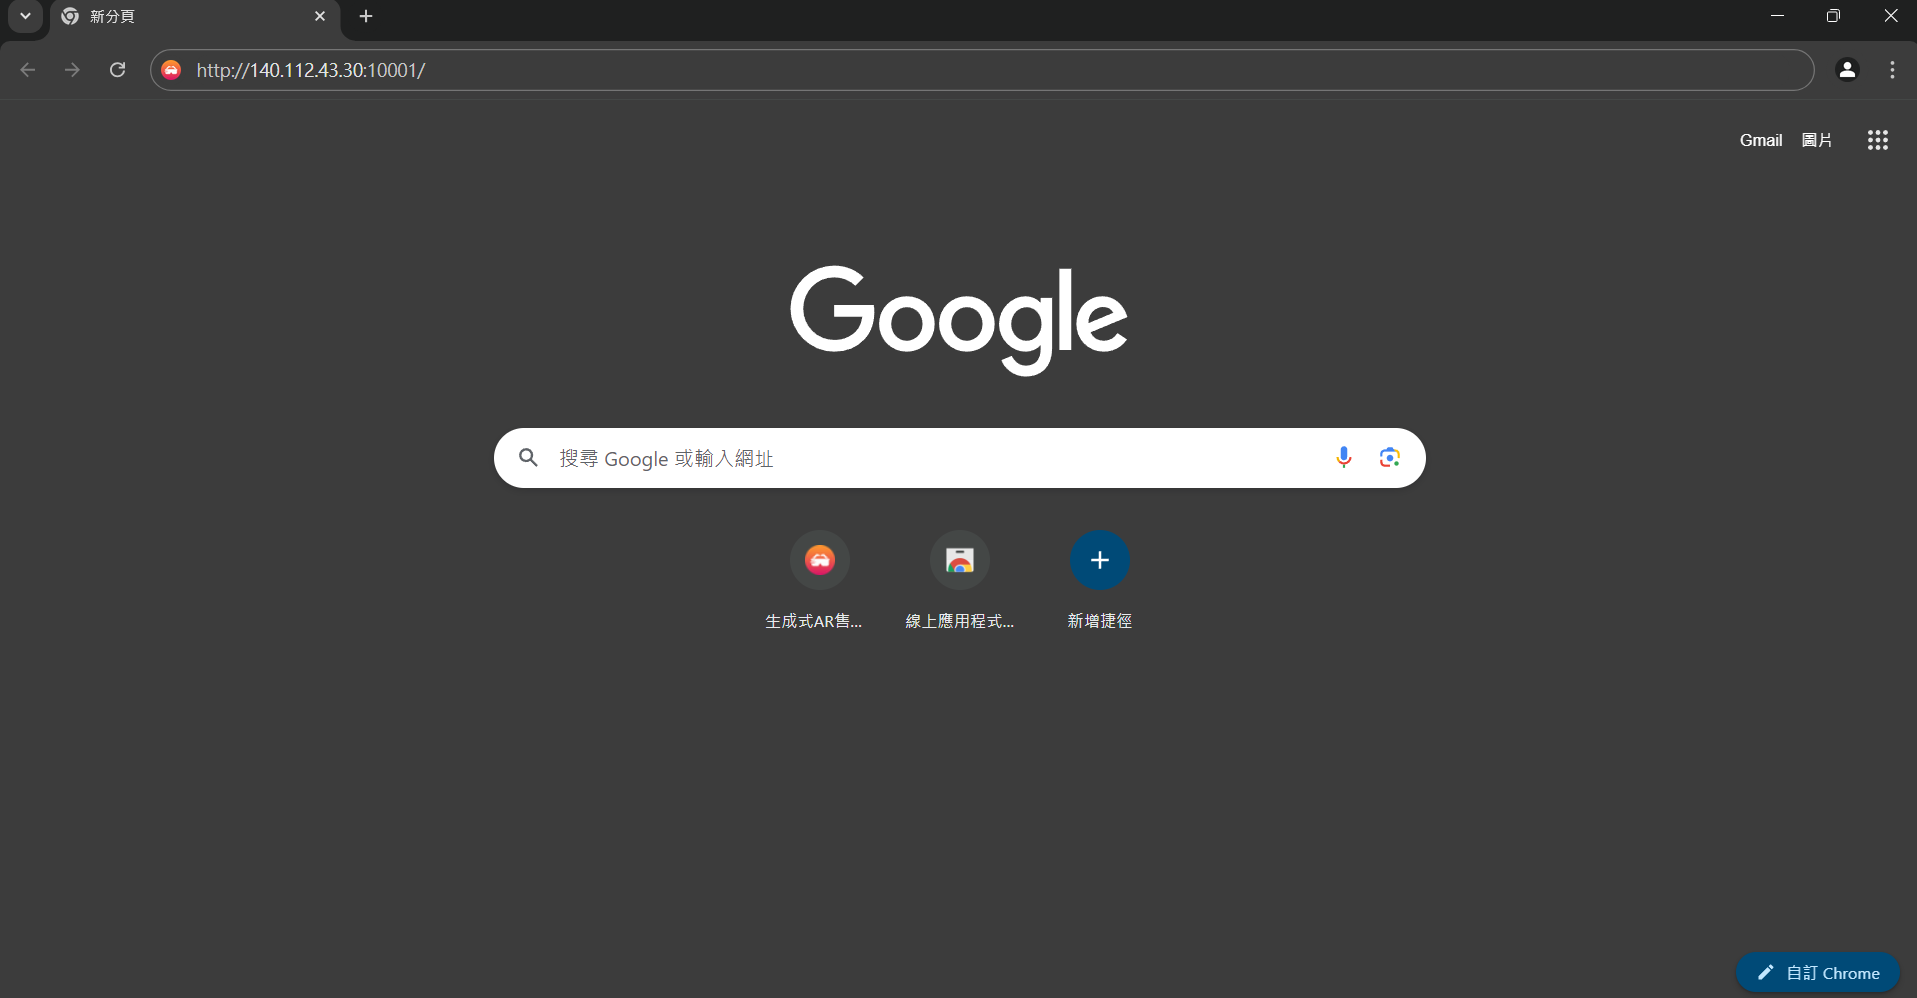 新分頁
http://140.112.43.30:10001/
Gmail 圖片
Google
搜尋 Google 或輸入網址
生成式AR售... 線上應用程式... 新增捷徑
自訂 Chrome